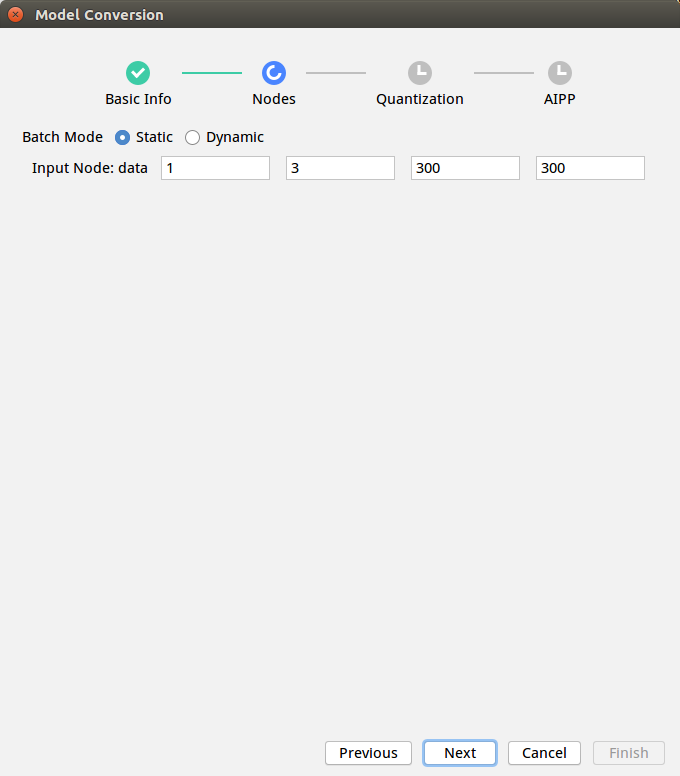 Model Conversion
Basic Info Nodes Quantization AIPP
Batch Mode Static Dynamic
Input Node: data 1 3 300 300
Previous Next Cancel Finish